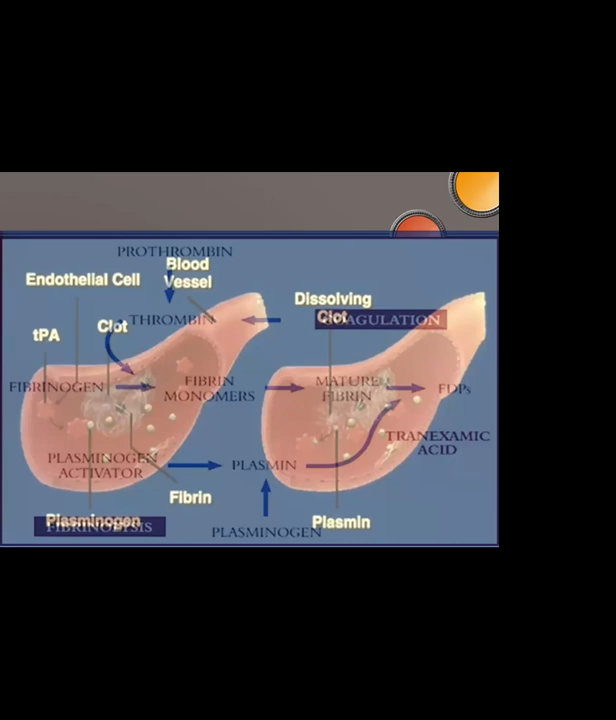 PROTHROMBIN
Blood
Vessel
Endothelial Cell
Dissolving
Clot
COAGULATION
tPA
Clot
THROMBIN
FIBRINOGEN
FIBRIN
MONOMERS
MATURE
FIBRIN
FDPs
TRANEXAMIC
ACID
PLASMINOGEN
ACTIVATOR
PLASMIN
Fibrin
Plasminogen
FIBRINOLYSIS
PLASMINOGEN
Plasmin